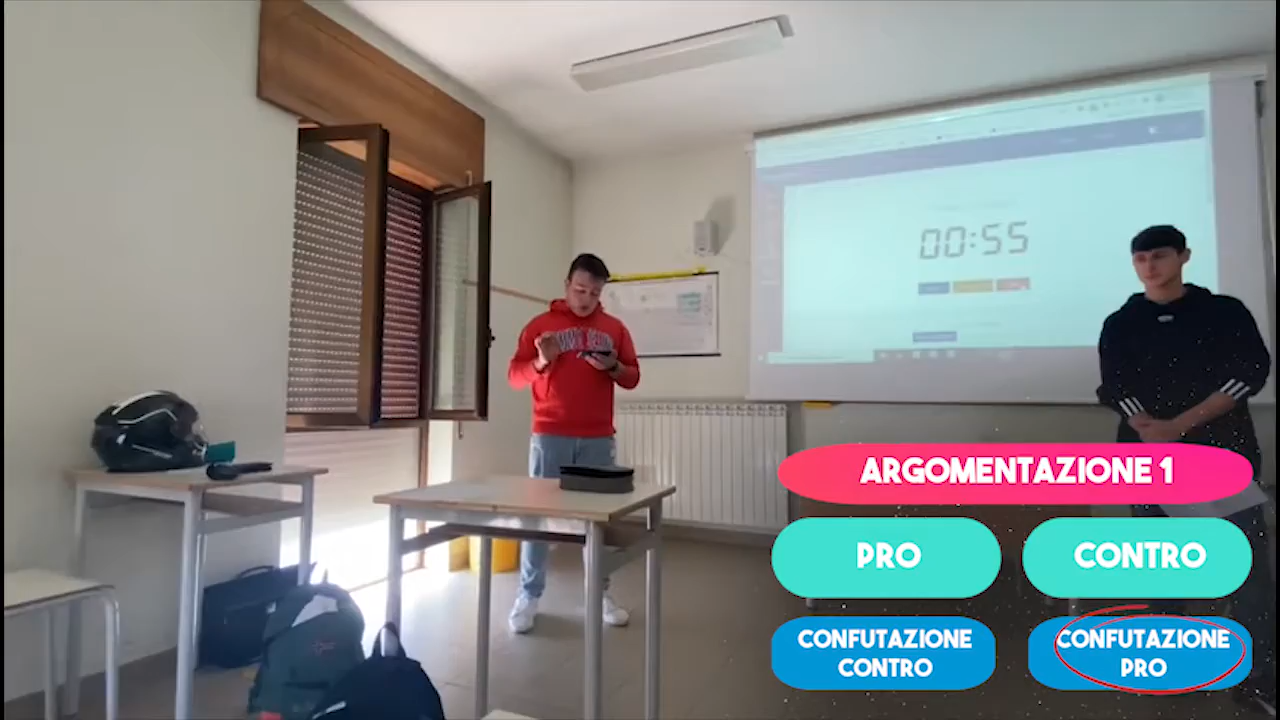 00:55
ARGOMENTAZIONE 1
PRO
CONTRO
CONFUTAZIONE
CONTRO
CONFUTAZIONE
PRO